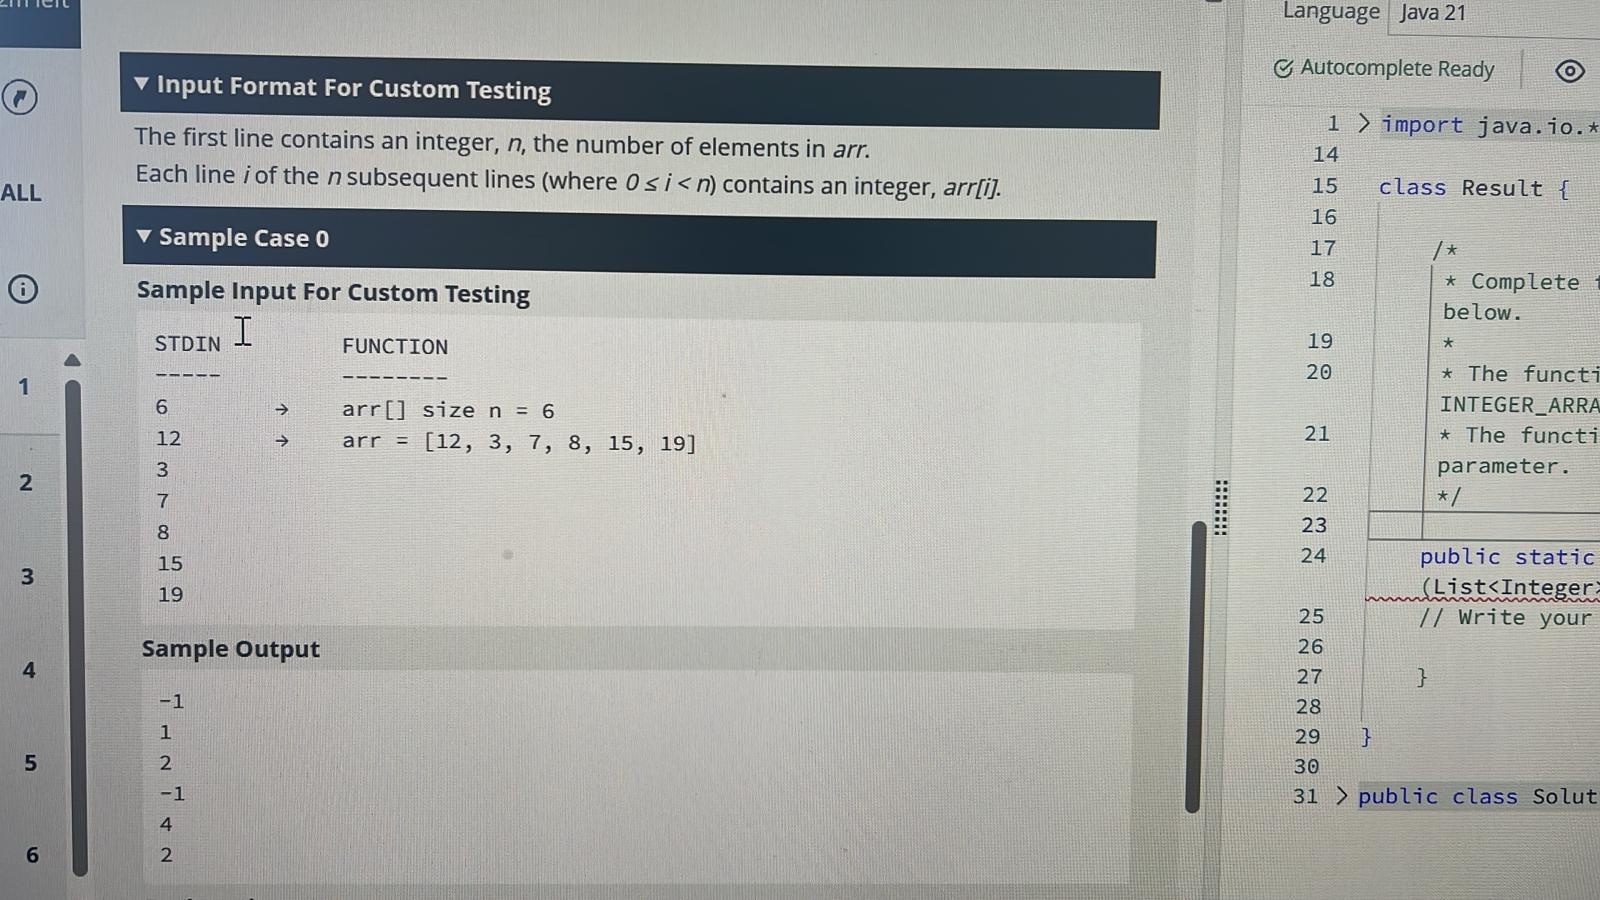 left
ALL
1
2
3
4
5
6
▼ Input Format For Custom Testing
The first line contains an integer, n, the number of elements in arr.
Each line i of the n subsequent lines (where 0 ≤ i < n) contains an integer, arr[i].
▼ Sample Case 0
Sample Input For Custom Testing
STDIN FUNCTION
----- --------
6 → arr[] size n = 6
12 → arr = [12, 3, 7, 8, 15, 19]
3
7
8
15
19
Sample Output
-1
1
2
-1
4
2
Language Java 21
Autocomplete Ready
1 > import java.io.*
14
15 class Result {
16
17 /*
18 * Complete
below.
19 *
20 * The functi
INTEGER_ARRA
21 * The functi
parameter.
22 */
23
24 public static
(List<Integer>
25 // Write your
26
27 }
28
29 }
30
31 > public class Solut